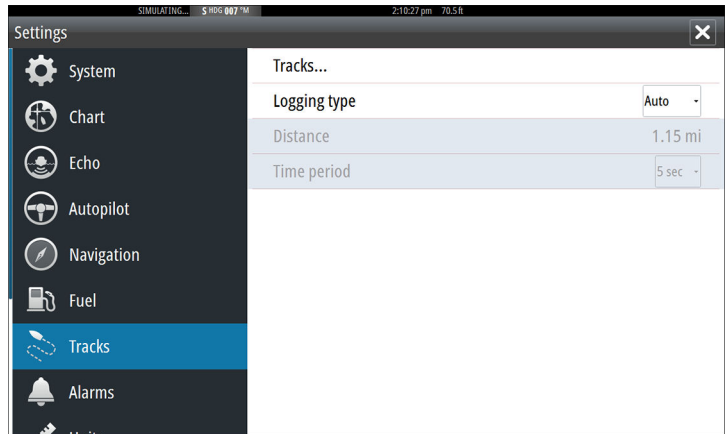 SIMULATING... S HDG 007 °M 2:10:27 pm 70.5 ft
Settings
System
Chart
Echo
Autopilot
Navigation
Fuel
Tracks
Alarms
Tracks...
Logging type Auto
Distance 1.15 mi
Time period 5 sec